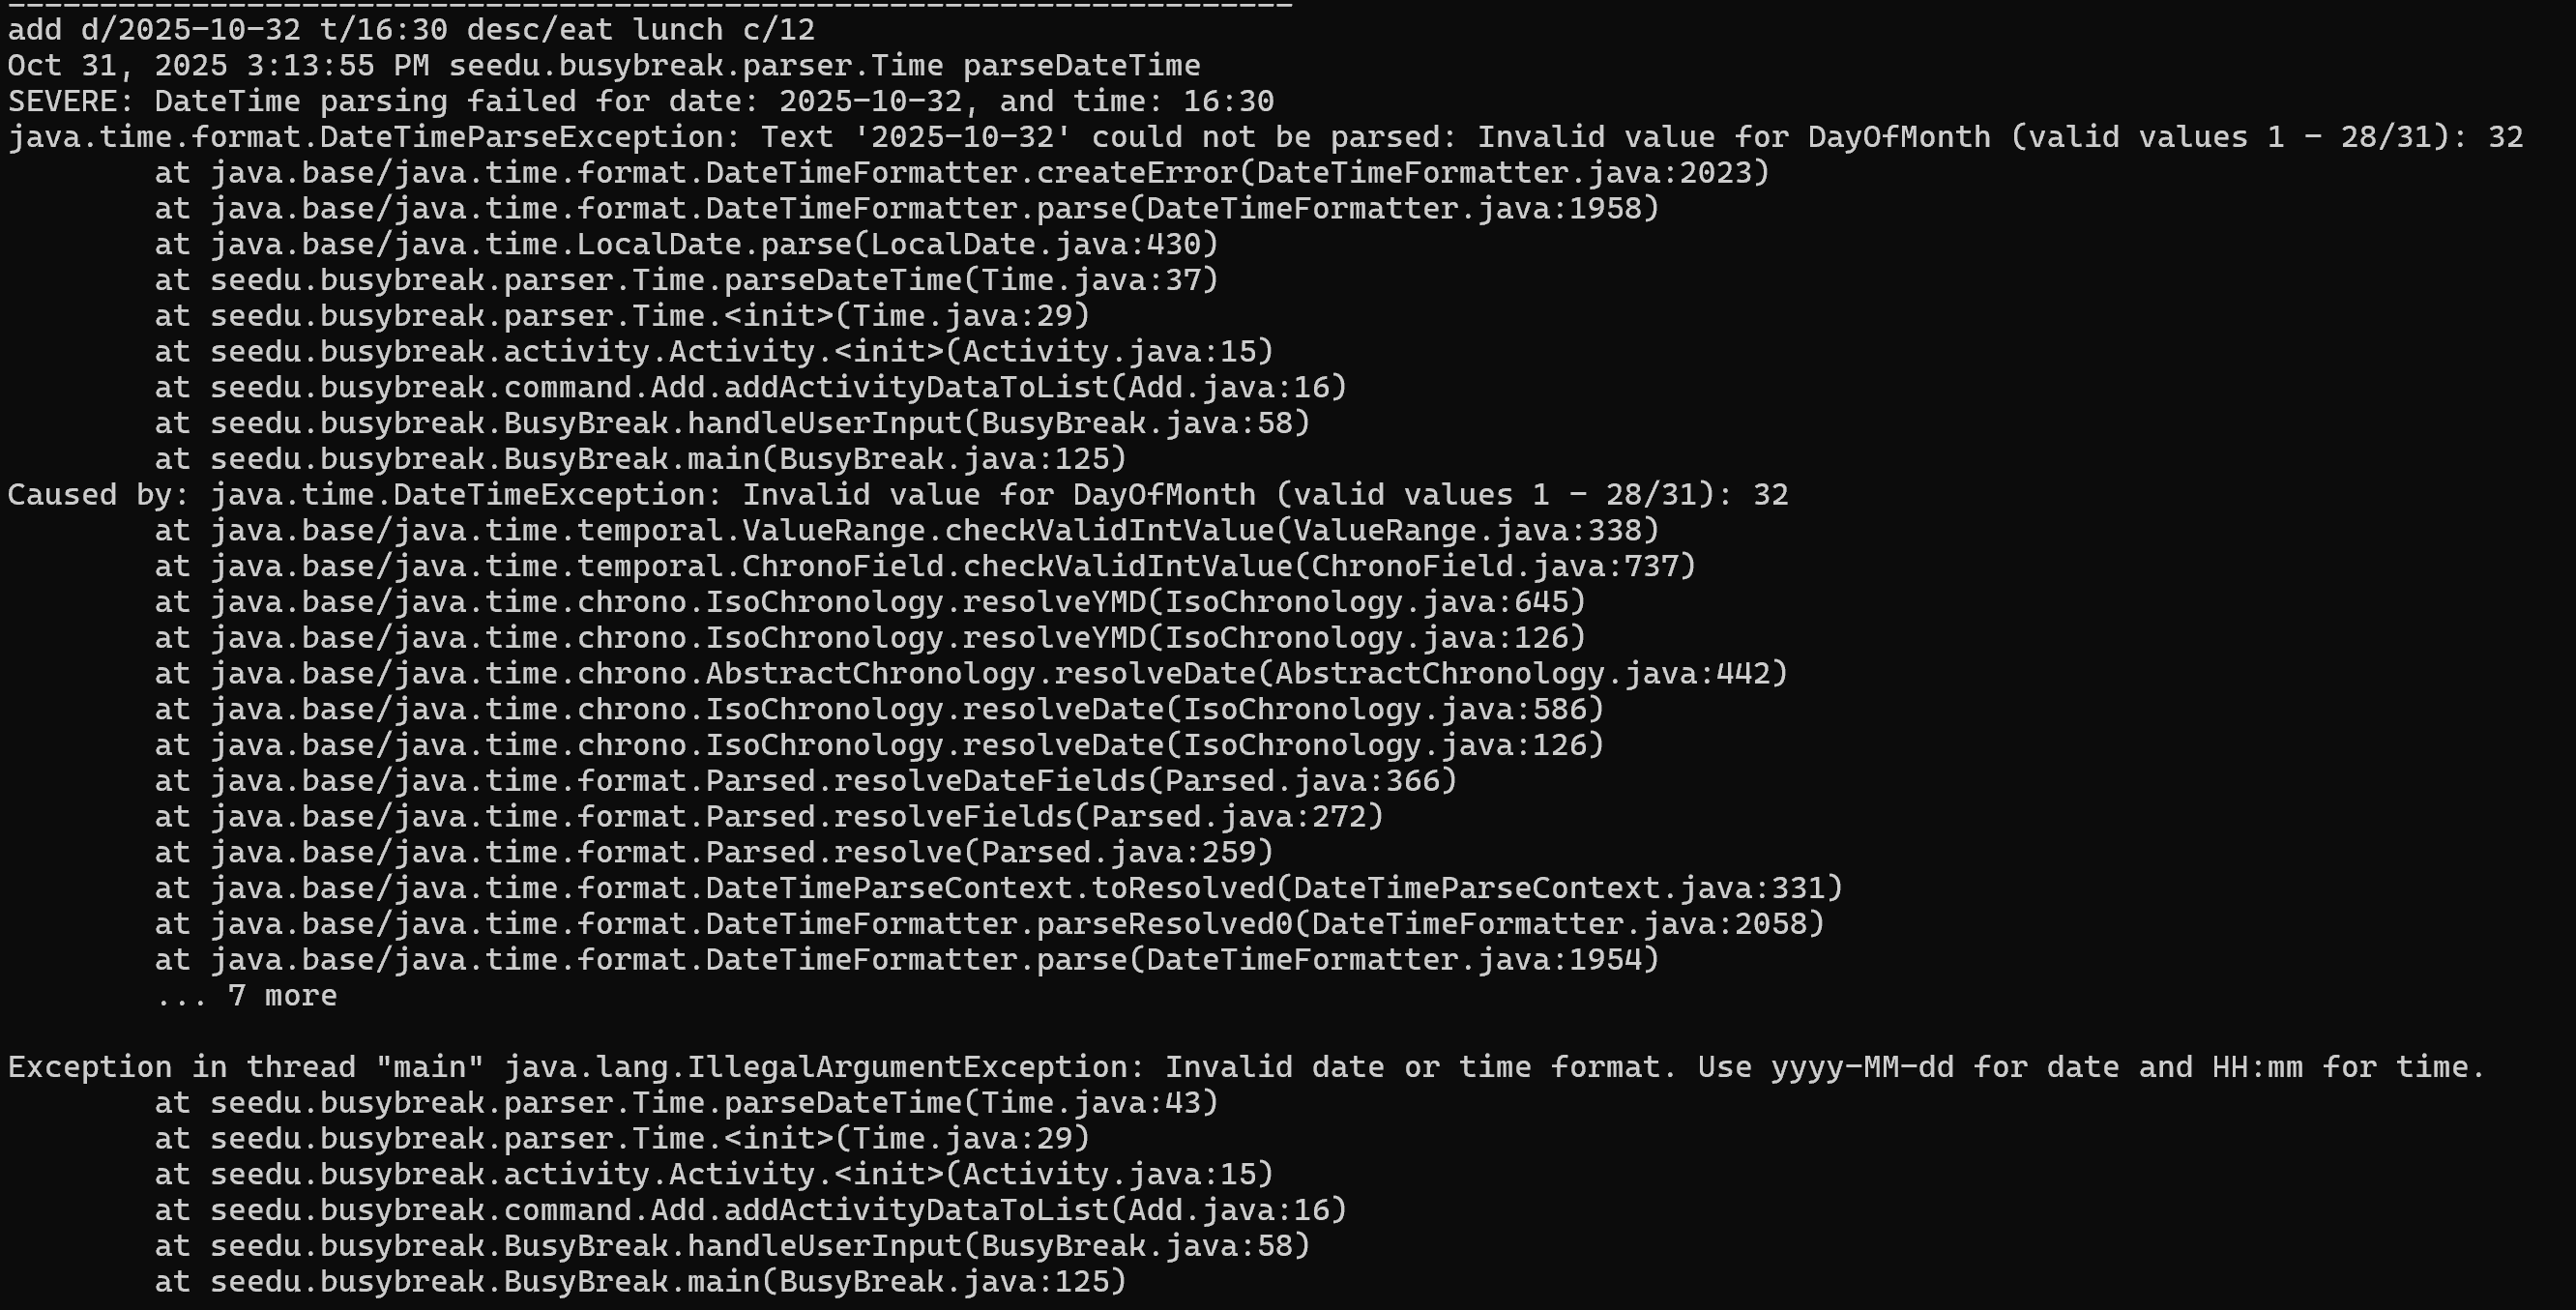 add d/2025-10-32 t/16:30 desc/eat lunch c/12
Oct 31, 2025 3:13:55 PM seedu.busybreak.parser.Time parseDateTime
SEVERE: DateTime parsing failed for date: 2025-10-32, and time: 16:30
java.time.format.DateTimeParseException: Text '2025-10-32' could not be parsed: Invalid value for DayOfMonth (valid values 1 - 28/31): 32
        at java.base/java.time.format.DateTimeFormatter.createError(DateTimeFormatter.java:2023)
        at java.base/java.time.format.DateTimeFormatter.parse(DateTimeFormatter.java:1958)
        at java.base/java.time.LocalDate.parse(LocalDate.java:430)
        at seedu.busybreak.parser.Time.parseDateTime(Time.java:37)
        at seedu.busybreak.parser.Time.<init>(Time.java:29)
        at seedu.busybreak.activity.Activity.<init>(Activity.java:15)
        at seedu.busybreak.command.Add.addActivityDataToList(Add.java:16)
        at seedu.busybreak.BusyBreak.handleUserInput(BusyBreak.java:58)
        at seedu.busybreak.BusyBreak.main(BusyBreak.java:125)
Caused by: java.time.DateTimeException: Invalid value for DayOfMonth (valid values 1 - 28/31): 32
        at java.base/java.time.temporal.ValueRange.checkValidIntValue(ValueRange.java:338)
        at java.base/java.time.temporal.ChronoField.checkValidIntValue(ChronoField.java:737)
        at java.base/java.time.chrono.IsoChronology.resolveYMD(IsoChronology.java:645)
        at java.base/java.time.chrono.IsoChronology.resolveYMD(IsoChronology.java:126)
        at java.base/java.time.chrono.AbstractChronology.resolveDate(AbstractChronology.java:442)
        at java.base/java.time.chrono.IsoChronology.resolveDate(IsoChronology.java:586)
        at java.base/java.time.chrono.IsoChronology.resolveDate(IsoChronology.java:126)
        at java.base/java.time.format.Parsed.resolveDateFields(Parsed.java:366)
        at java.base/java.time.format.Parsed.resolveFields(Parsed.java:272)
        at java.base/java.time.format.Parsed.resolve(Parsed.java:259)
        at java.base/java.time.format.DateTimeParseContext.toResolved(DateTimeParseContext.java:331)
        at java.base/java.time.format.DateTimeFormatter.parseResolved0(DateTimeFormatter.java:2058)
        at java.base/java.time.format.DateTimeFormatter.parse(DateTimeFormatter.java:1954)
        ... 7 more
Exception in thread "main" java.lang.IllegalArgumentException: Invalid date or time format. Use yyyy-MM-dd for date and HH:mm for time.
        at seedu.busybreak.parser.Time.parseDateTime(Time.java:43)
        at seedu.busybreak.parser.Time.<init>(Time.java:29)
        at seedu.busybreak.activity.Activity.<init>(Activity.java:15)
        at seedu.busybreak.command.Add.addActivityDataToList(Add.java:16)
        at seedu.busybreak.BusyBreak.handleUserInput(BusyBreak.java:58)
        at seedu.busybreak.BusyBreak.main(BusyBreak.java:125)